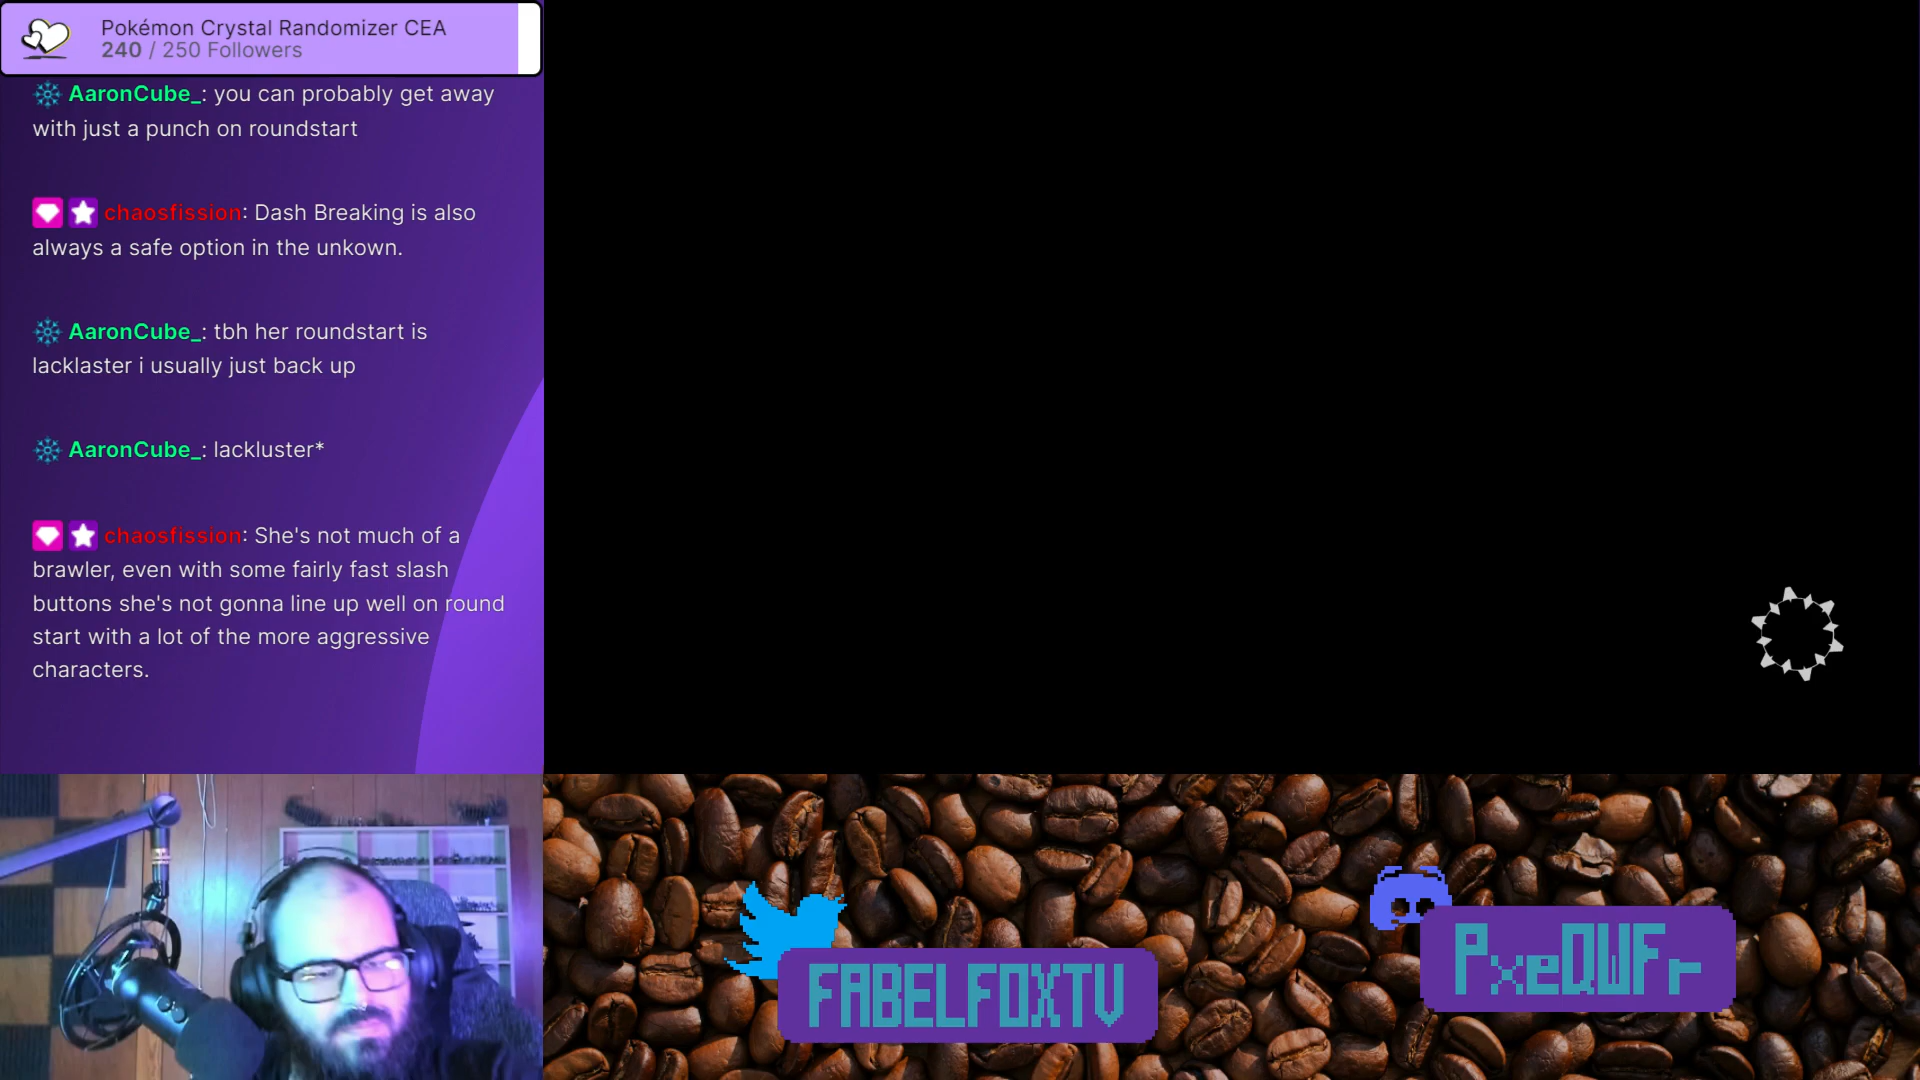 Pokémon Crystal Randomizer CEA
240 / 250 Followers
AaronCube_: you can probably get away
with just a punch on roundstart
chaosfission: Dash Breaking is also
always a safe option in the unkown.
AaronCube_: tbh her roundstart is
lacklaster i usually just back up
AaronCube_: lackluster*
chaosfission: She's not much of a
brawler, even with some fairly fast slash
buttons she's not gonna line up well on round
start with a lot of the more aggressive
characters.
FABELFOXTV
PxeQWFr